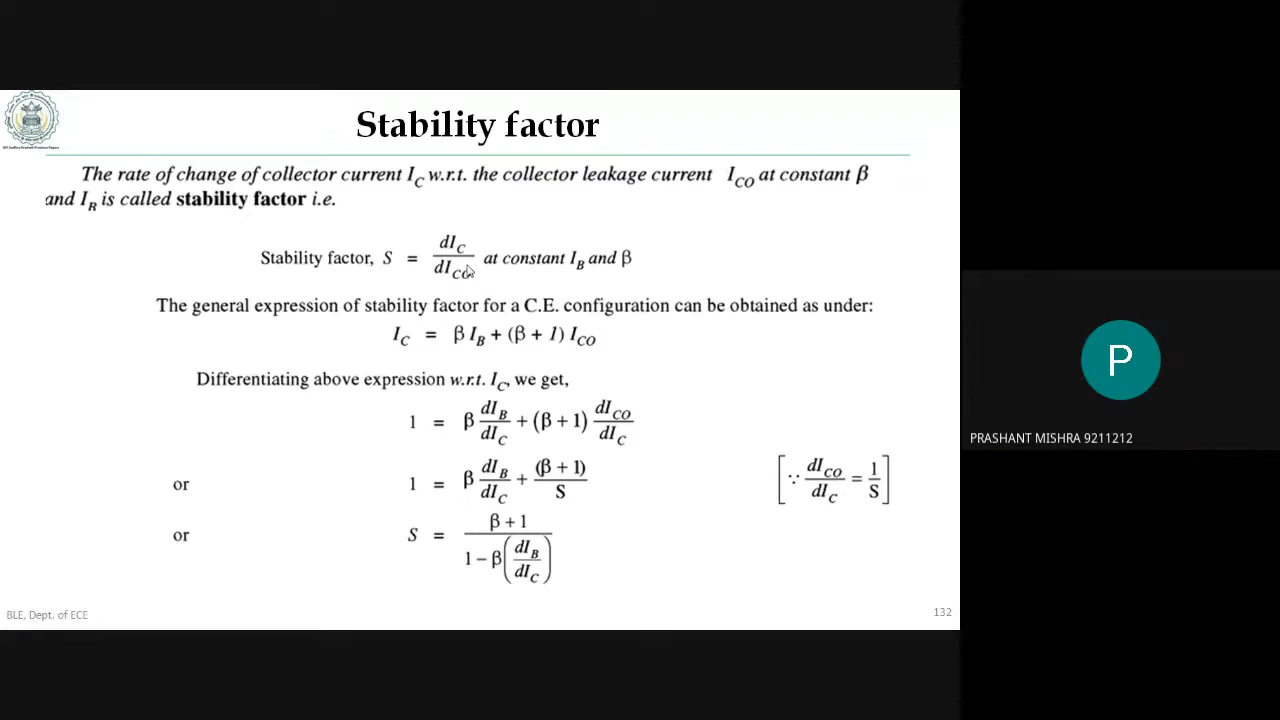 Stability factor
The rate of change of collector current I_C w.r.t. the collector leakage current I_CO at constant β
and I_B is called stability factor i.e.
Stability factor, S = dI_C / dI_CO at constant I_B and β
The general expression of stability factor for a C.E. configuration can be obtained as under:
I_C = β I_B + (β + 1) I_CO
Differentiating above expression w.r.t. I_C, we get,
1 = β dI_B / dI_C + (β + 1) dI_CO / dI_C
or 1 = β dI_B / dI_C + (β + 1) / S [∵ dI_CO / dI_C = 1 / S]
or S = β + 1 / 1 − β (dI_B / dI_C)
BLE, Dept. of ECE 132
P
PRASHANT MISHRA 9211212